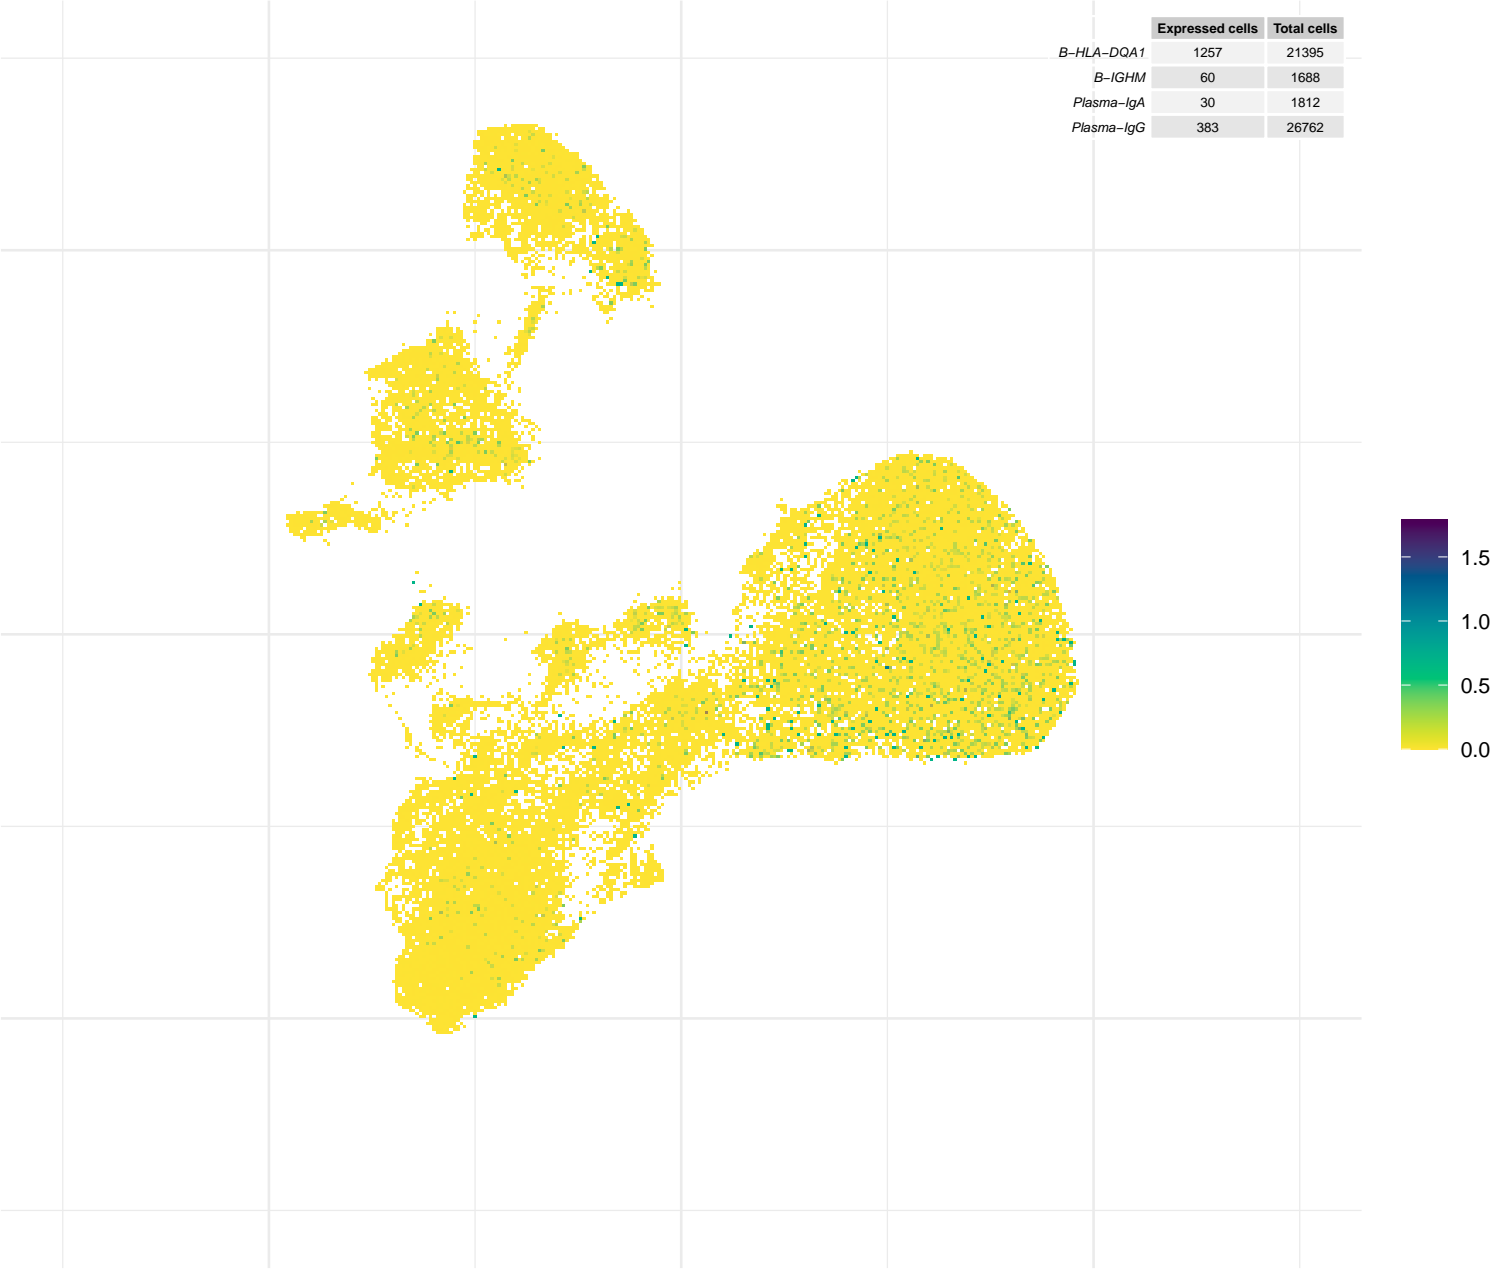 Expressed cells Total cells
B−HLA−DQA1 1257 21395
B−IGHM 60 1688
Plasma−IgA 30 1812
Plasma−IgG 383 26762
1.5
1.0
0.5
0.0